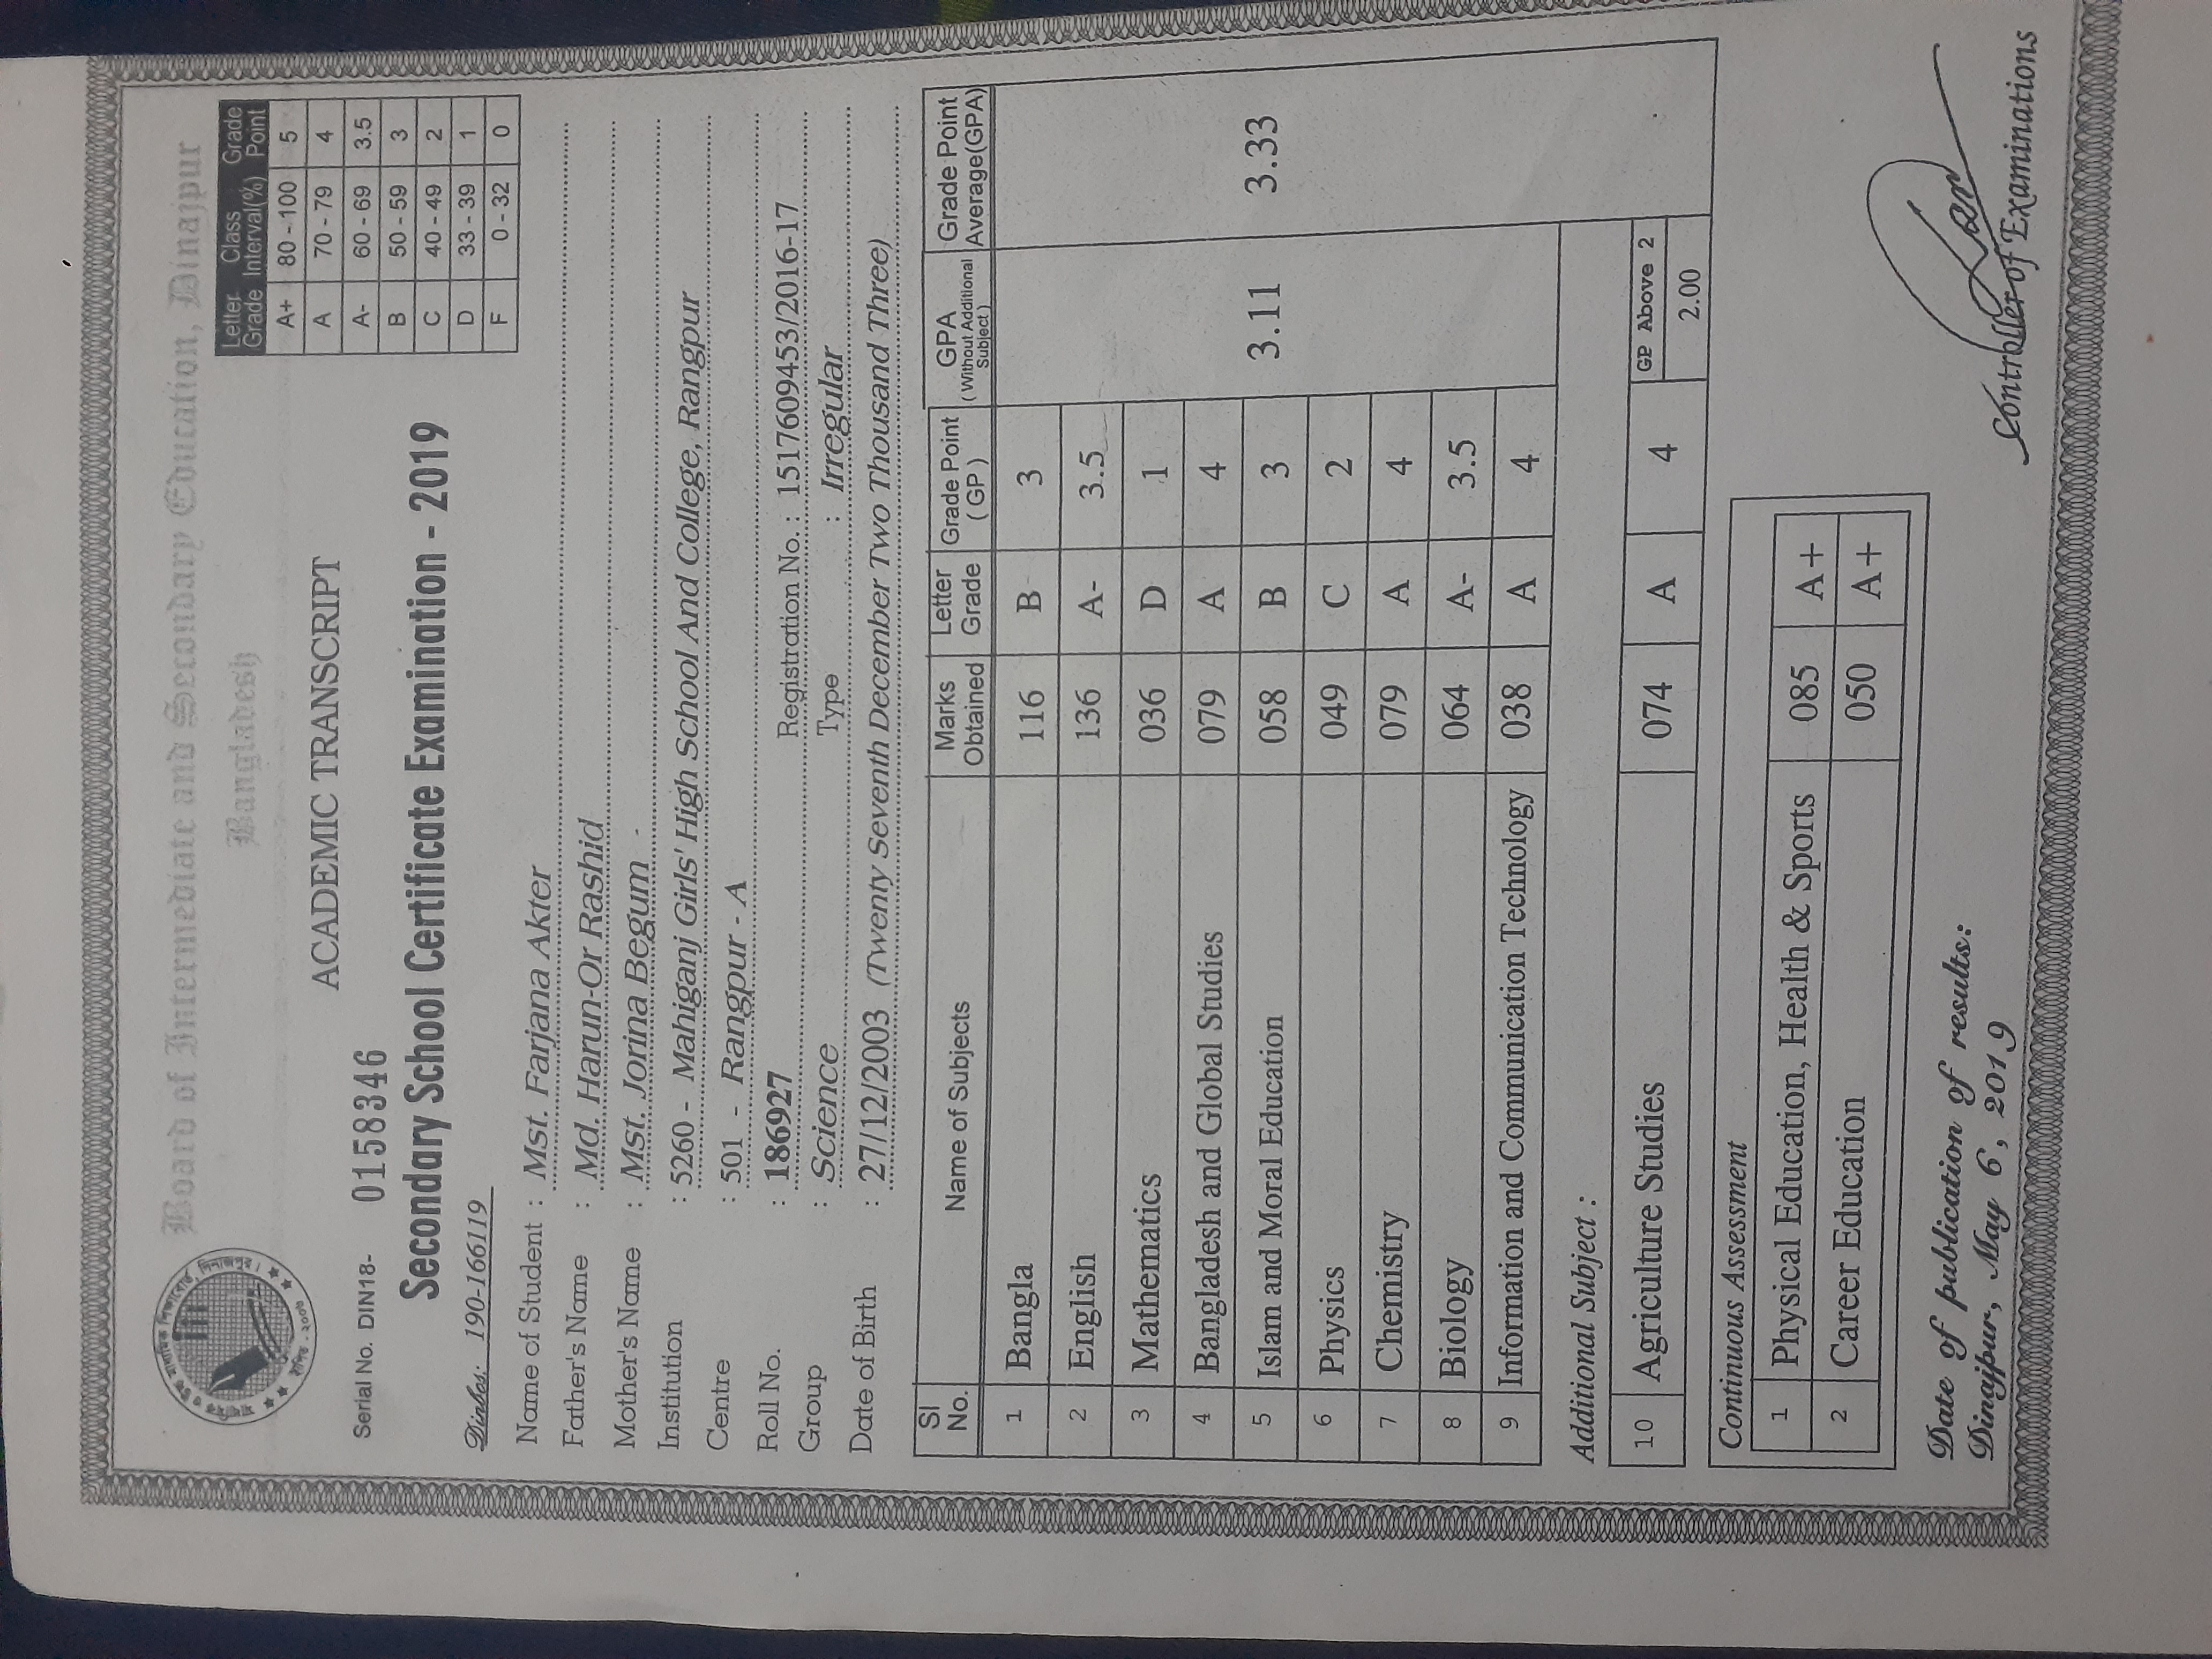 মাধ্যমিক ও উচ্চ মাধ্যমিক শিক্ষাবোর্ড, দিনাজপুর।
স্থাপিত - ২০০৬
Board of Intermediate and Secondary Education, Dinajpur
Bangladesh
Letter Grade Class Interval(%) Grade Point
A+ 80 - 100 5
A 70 - 79 4
A- 60 - 69 3.5
B 50 - 59 3
C 40 - 49 2
D 33 - 39 1
F 0 - 32 0
ACADEMIC TRANSCRIPT
Serial No. DIN18- 0158346
Secondary School Certificate Examination - 2019
Dinbos: 190-166119
Name of Student : Mst. Farjana Akter
Father's Name : Md. Harun-Or Rashid
Mother's Name : Mst. Jorina Begum
Institution : 5260 - Mahiganj Girls' High School And College, Rangpur
Centre : 501 - Rangpur - A
Roll No. : 186927 Registration No. : 1517609453/2016-17
Group : Science Type : Irregular
Date of Birth : 27/12/2003 (Twenty Seventh December Two Thousand Three)
Sl No. Name of Subjects Marks Obtained Letter Grade Grade Point ( GP ) GPA ( Without Additional Subject ) Grade Point Average(GPA)
1 Bangla 116 B 3
2 English 136 A- 3.5
3 Mathematics 036 D 1
4 Bangladesh and Global Studies 079 A 4
5 Islam and Moral Education 058 B 3 3.11 3.33
6 Physics 049 C 2
7 Chemistry 079 A 4
8 Biology 064 A- 3.5
9 Information and Communication Technology 038 A 4
Additional Subject :
10 Agriculture Studies 074 A 4 GP Above 2
2.00
Continuous Assessment
1 Physical Education, Health & Sports 085 A+
2 Career Education 050 A+
Date of publication of results:
Dinajpur, May 6, 2019
Controller of Examinations